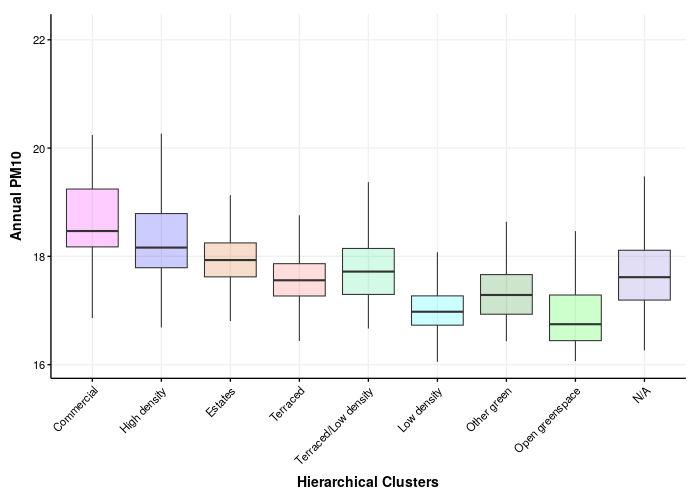 Annual PM10
22
20
18
16
Commercial
High density
Estates
Terraced
Terraced/Low density
Low density
Other green
Open greenspace
N/A
Hierarchical Clusters